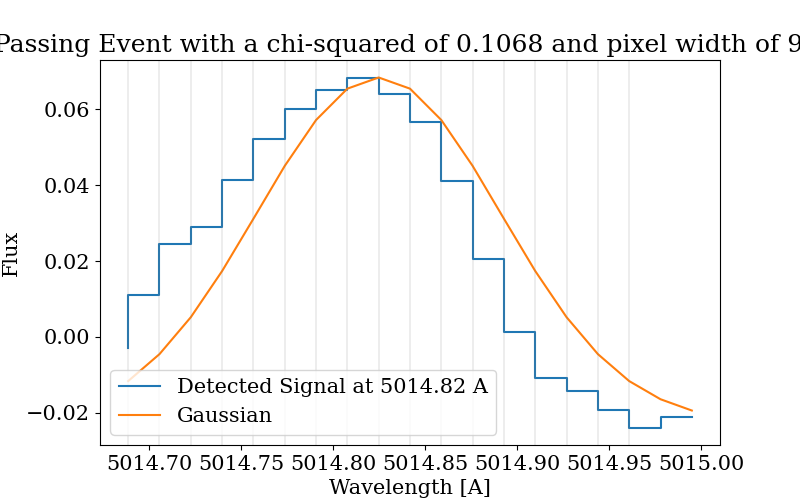 Passing Event with a chi-squared of 0.1068 and pixel width of 9
0.06
0.04
0.02
0.00
−0.02
Flux
Detected Signal at 5014.82 A
Gaussian
5014.70 5014.75 5014.80 5014.85 5014.90 5014.95 5015.00
Wavelength [A]